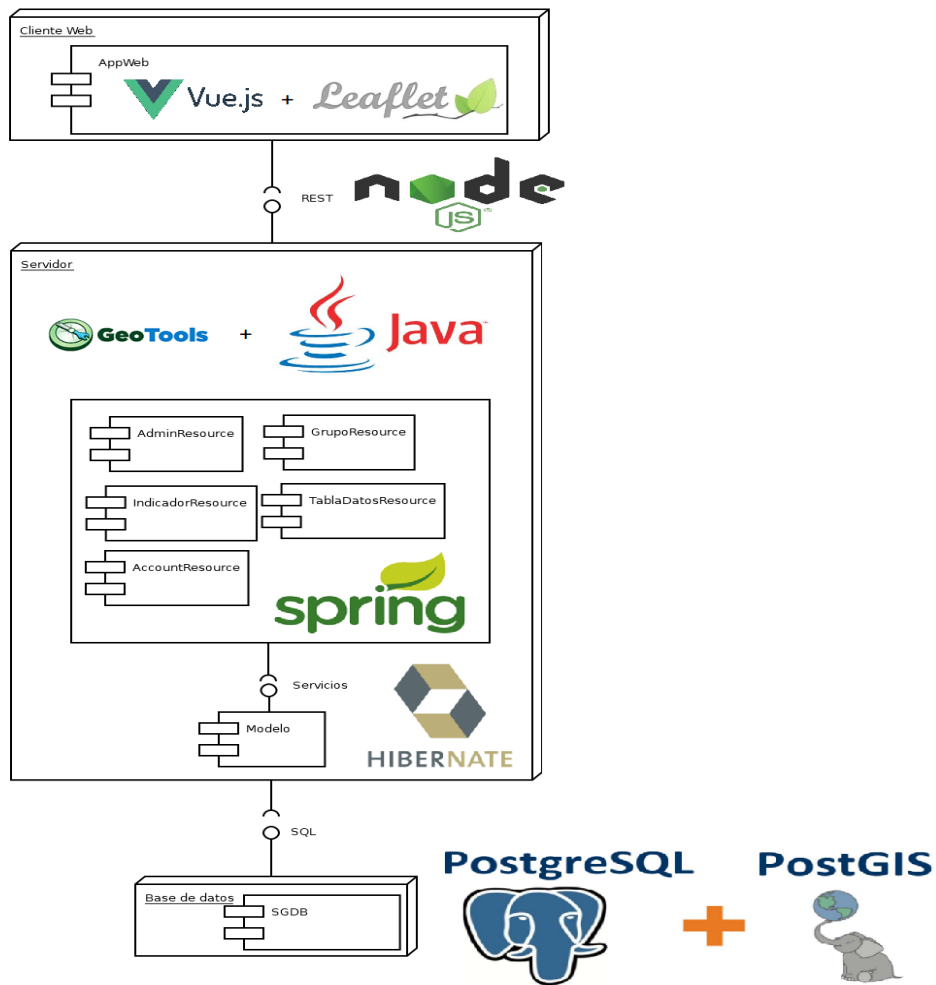 Cliente Web
AppWeb
Vue.js + Leaflet
REST
node
JS
Servidor
GeoTools + Java
AdminResource
GrupoResource
IndicadorResource
TablaDatosResource
AccountResource
spring
Servicios
Modelo
HIBERNATE
SQL
PostgreSQL
PostGIS
Base de datos
SGDB